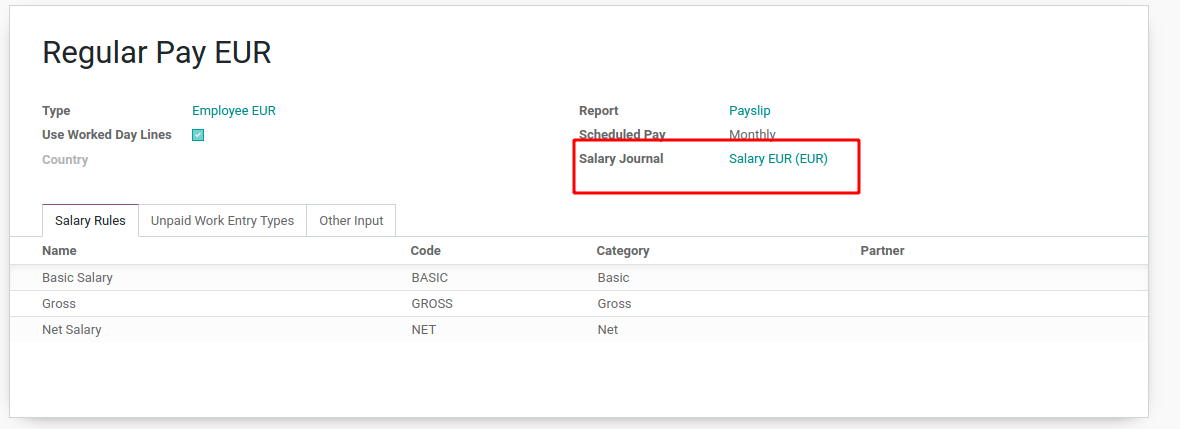 Regular Pay EUR
Type Employee EUR Report Payslip
Use Worked Day Lines Scheduled Pay Monthly
Country Salary Journal Salary EUR (EUR)
Salary Rules Unpaid Work Entry Types Other Input
Name Code Category Partner
Basic Salary BASIC Basic
Gross GROSS Gross
Net Salary NET Net